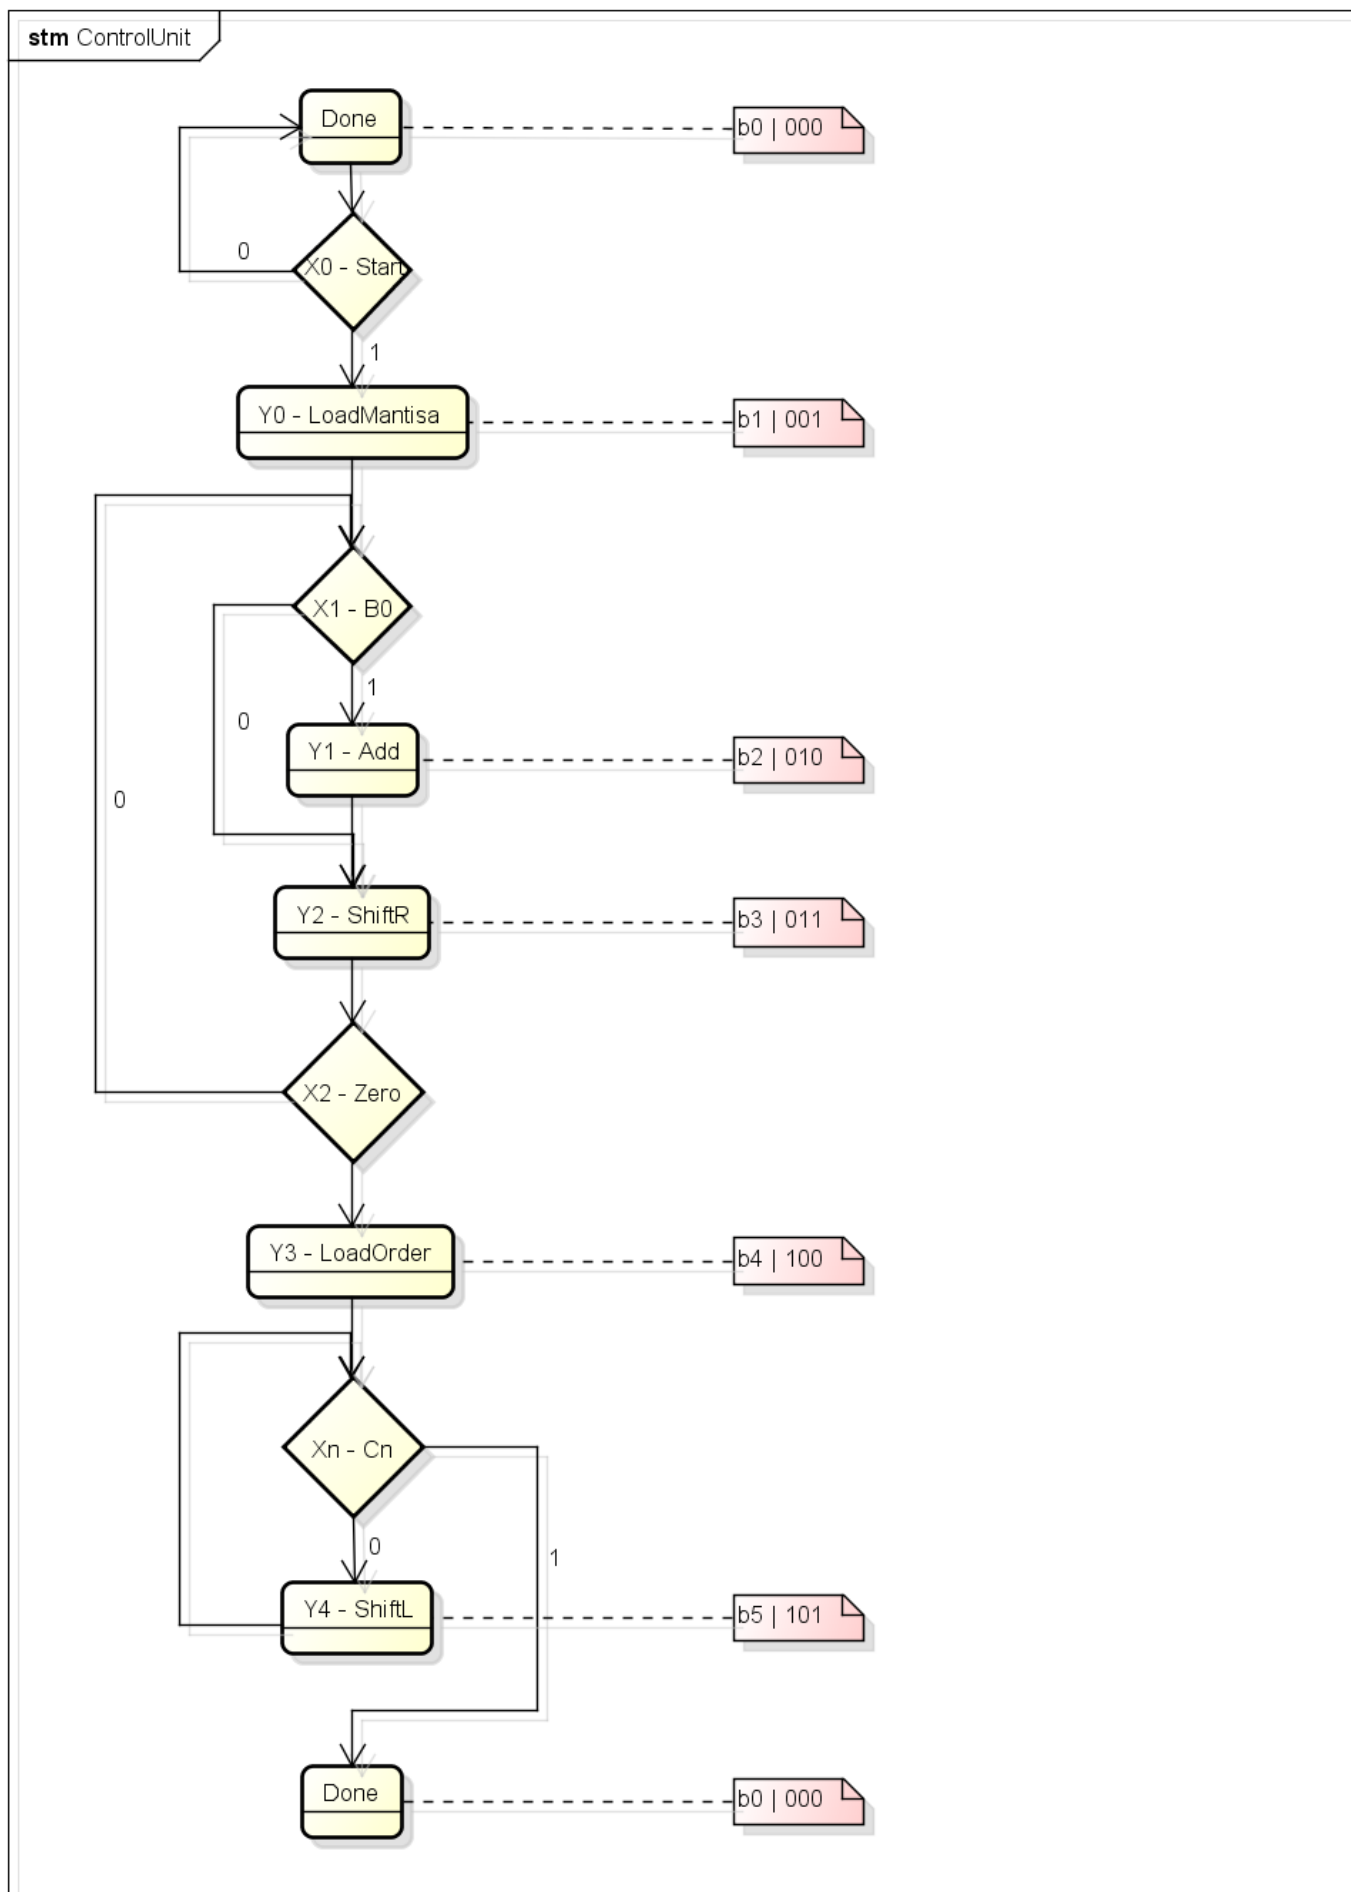 stm ControlUnit
Done
b0 | 000
X0 - Start
0
1
Y0 - LoadMantisa
b1 | 001
X1 - B0
1
0
Y1 - Add
b2 | 010
0
Y2 - ShiftR
b3 | 011
X2 - Zero
Y3 - LoadOrder
b4 | 100
Xn - Cn
0
1
Y4 - ShiftL
b5 | 101
Done
b0 | 000